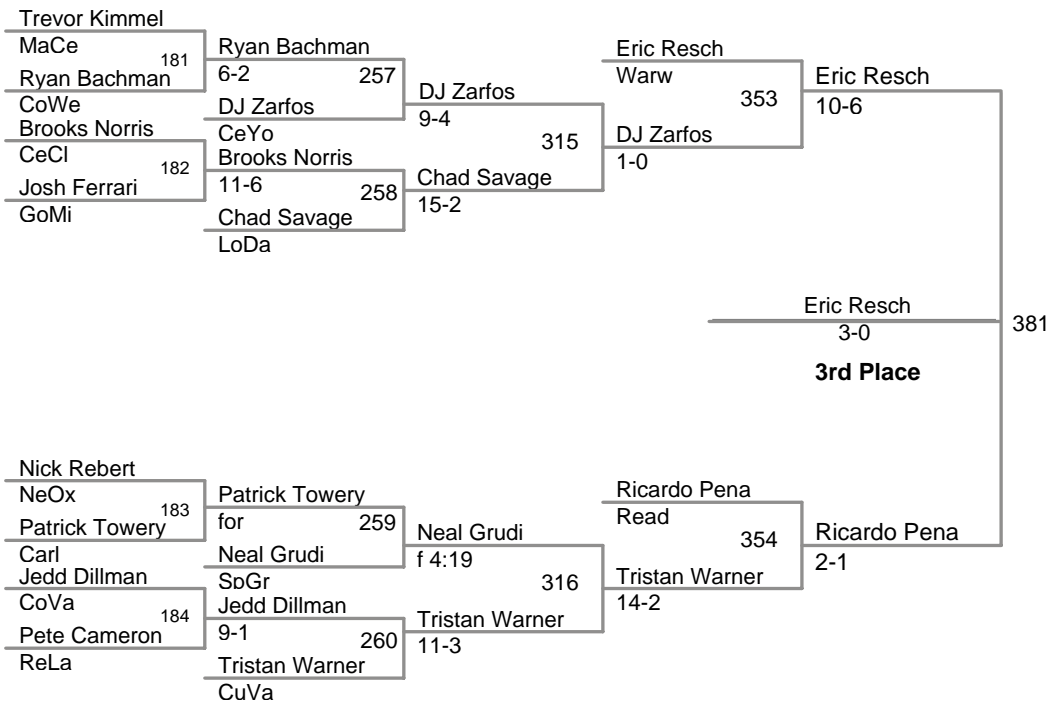 Trevor Kimmel
MaCe
181
Ryan Bachman
CoWe
Brooks Norris
CeCl
182
Josh Ferrari
GoMi
Ryan Bachman
6-2
257
DJ Zarfos
CeYo
Brooks Norris
11-6
258
Chad Savage
LoDa
DJ Zarfos
9-4
315
Chad Savage
15-2
Eric Resch
Warw
353
DJ Zarfos
1-0
Eric Resch
10-6
Eric Resch
381
3-0
3rd Place
Nick Rebert
NeOx
183
Patrick Towery
Carl
Jedd Dillman
CoVa
184
Pete Cameron
ReLa
Patrick Towery
for
259
Neal Grudi
SpGr
Jedd Dillman
9-1
260
Tristan Warner
CuVa
Neal Grudi
f 4:19
316
Tristan Warner
11-3
Ricardo Pena
Read
354
Tristan Warner
14-2
Ricardo Pena
2-1